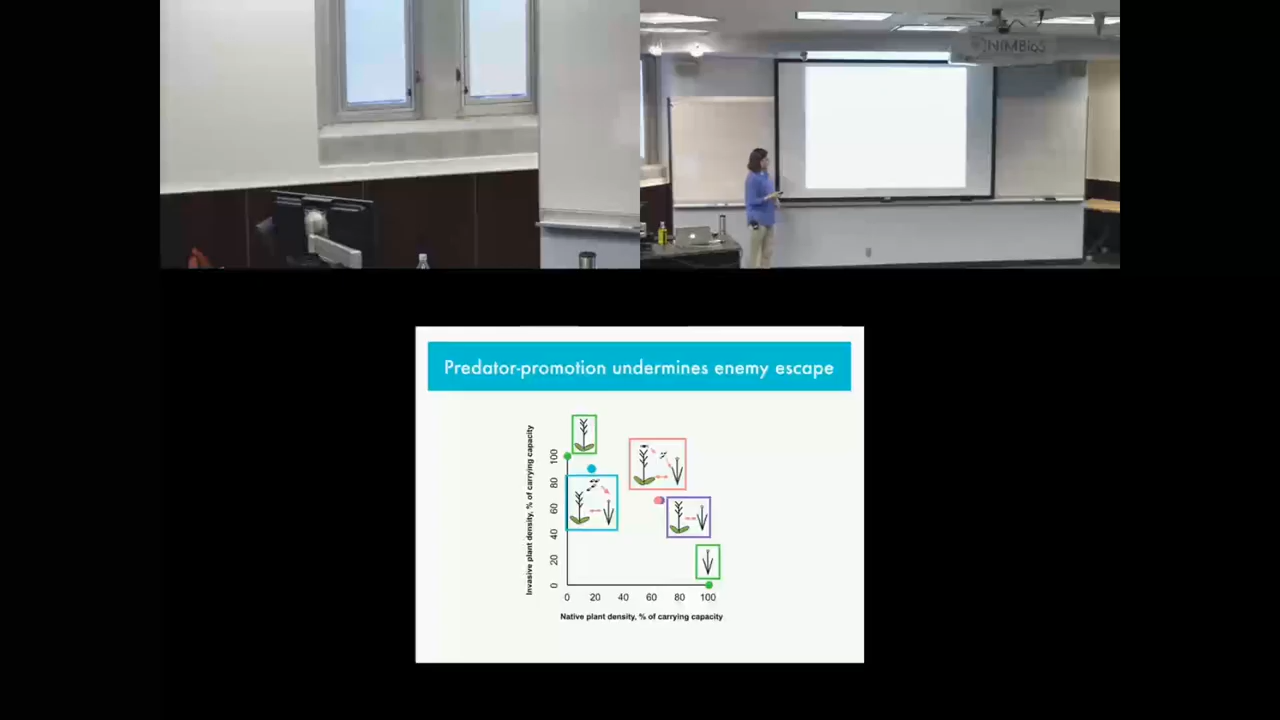 NIMBioS
Predator-promotion undermines enemy escape
Invasive plant density, % of carrying capacity
100
80
60
40
20
0
0 20 40 60 80 100
Native plant density, % of carrying capacity